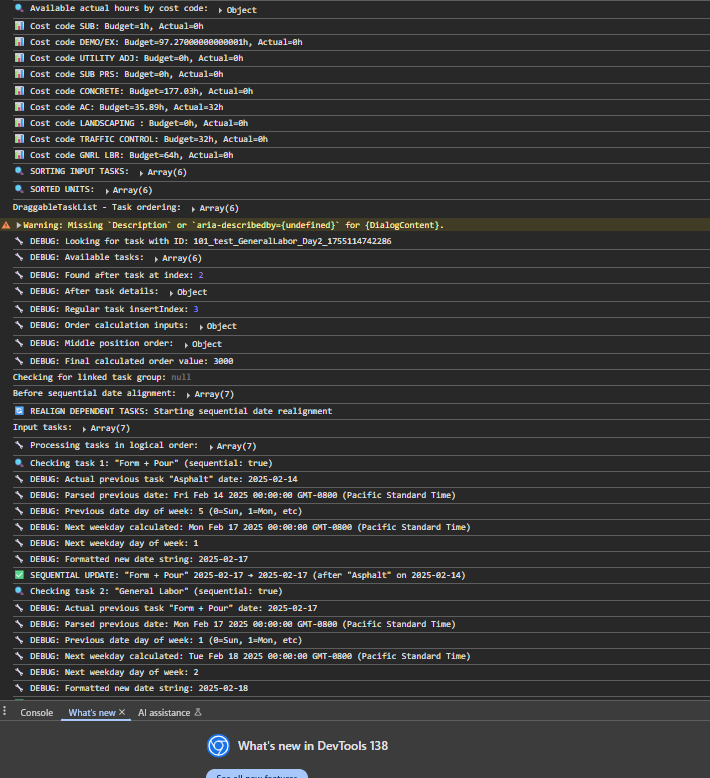 Available actual hours by cost code: ▸ Object
Cost code SUB: Budget=1h, Actual=0h
Cost code DEMO/EX: Budget=97.27000000000001h, Actual=0h
Cost code UTILITY ADJ: Budget=0h, Actual=0h
Cost code SUB PRS: Budget=0h, Actual=0h
Cost code CONCRETE: Budget=177.03h, Actual=0h
Cost code AC: Budget=35.89h, Actual=32h
Cost code LANDSCAPING : Budget=0h, Actual=0h
Cost code TRAFFIC CONTROL: Budget=32h, Actual=0h
Cost code GNRL LBR: Budget=64h, Actual=0h
SORTING INPUT TASKS: ▸ Array(6)
SORTED UNITS: ▸ Array(6)
DraggableTaskList - Task ordering: ▸ Array(6)
▸ Warning: Missing `Description` or `aria-describedby={undefined}` for {DialogContent}.
DEBUG: Looking for task with ID: 101_test_GeneralLabor_Day2_1755114742286
DEBUG: Available tasks: ▸ Array(6)
DEBUG: Found after task at index: 2
DEBUG: After task details: ▸ Object
DEBUG: Regular task insertIndex: 3
DEBUG: Order calculation inputs: ▸ Object
DEBUG: Middle position order: ▸ Object
DEBUG: Final calculated order value: 3000
Checking for linked task group: null
Before sequential date alignment: ▸ Array(7)
REALIGN DEPENDENT TASKS: Starting sequential date realignment
Input tasks: ▸ Array(7)
Processing tasks in logical order: ▸ Array(7)
Checking task 1: "Form + Pour" (sequential: true)
DEBUG: Actual previous task "Asphalt" date: 2025-02-14
DEBUG: Parsed previous date: Fri Feb 14 2025 00:00:00 GMT-0800 (Pacific Standard Time)
DEBUG: Previous date day of week: 5 (0=Sun, 1=Mon, etc)
DEBUG: Next weekday calculated: Mon Feb 17 2025 00:00:00 GMT-0800 (Pacific Standard Time)
DEBUG: Next weekday day of week: 1
DEBUG: Formatted new date string: 2025-02-17
SEQUENTIAL UPDATE: "Form + Pour" 2025-02-17 → 2025-02-17 (after "Asphalt" on 2025-02-14)
Checking task 2: "General Labor" (sequential: true)
DEBUG: Actual previous task "Form + Pour" date: 2025-02-17
DEBUG: Parsed previous date: Mon Feb 17 2025 00:00:00 GMT-0800 (Pacific Standard Time)
DEBUG: Previous date day of week: 1 (0=Sun, 1=Mon, etc)
DEBUG: Next weekday calculated: Tue Feb 18 2025 00:00:00 GMT-0800 (Pacific Standard Time)
DEBUG: Next weekday day of week: 2
DEBUG: Formatted new date string: 2025-02-18
Console What's new × AI assistance
What's new in DevTools 138
See all new features